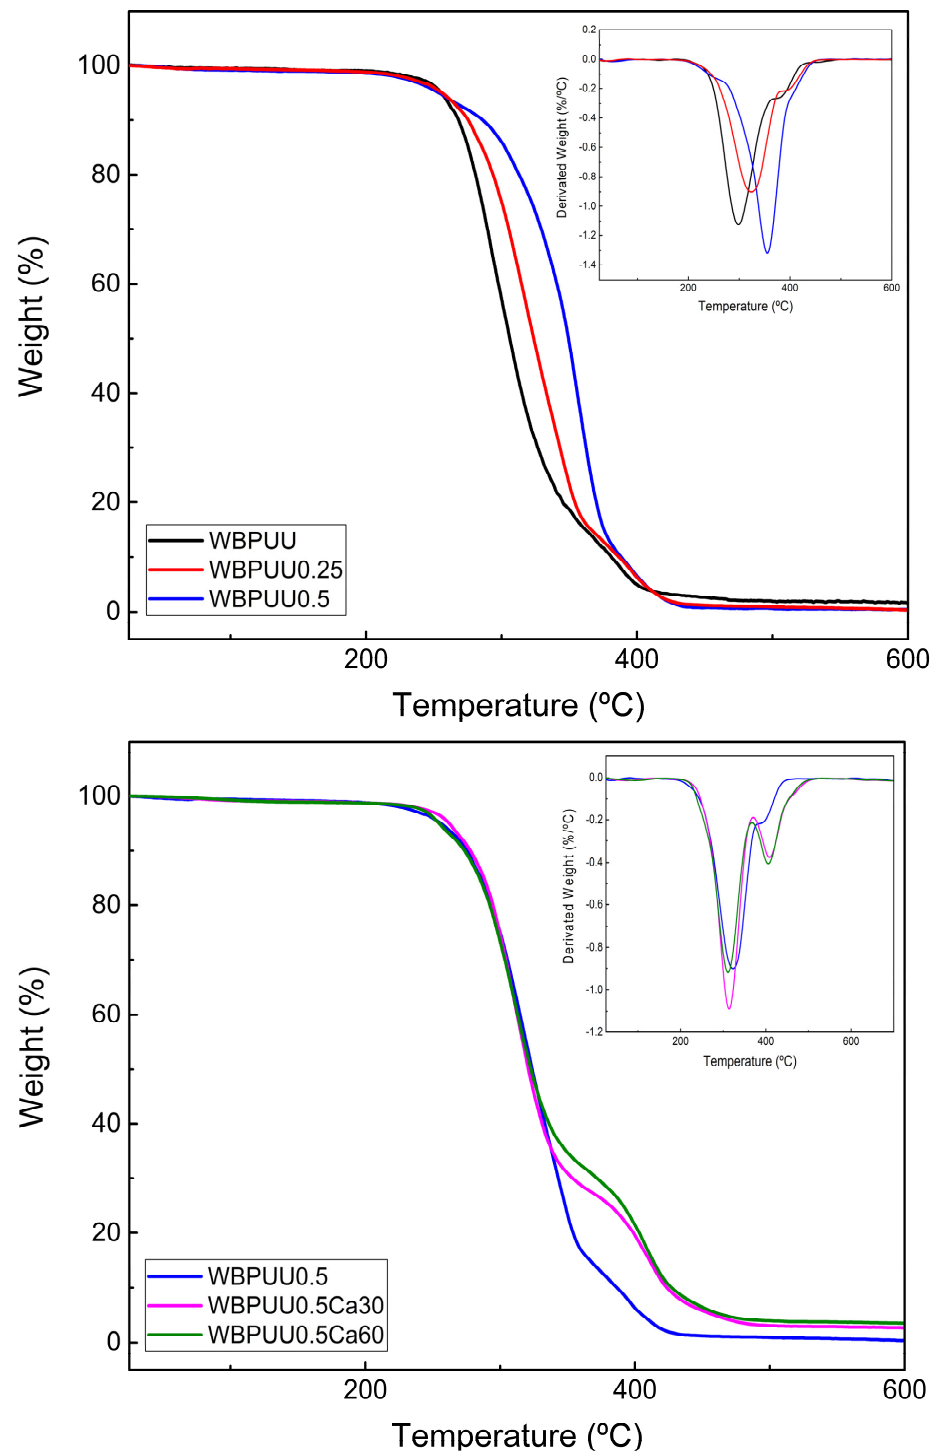 100
80
60
40
20
0
Weight (%)
200
400
600
Temperature (ºC)
WBPUU
WBPUU0.25
WBPUU0.5
0.2
0.0
-0.2
-0.4
-0.6
-0.8
-1.0
-1.2
-1.4
Derivated Weight (%/ºC)
200
400
600
Temperature (ºC)
100
80
60
40
20
0
Weight (%)
200
400
600
Temperature (ºC)
WBPUU0.5
WBPUU0.5Ca30
WBPUU0.5Ca60
0.0
-0.2
-0.4
-0.6
-0.8
-1.0
-1.2
Derivated Weight (%/ºC)
200
400
600
Temperature (ºC)